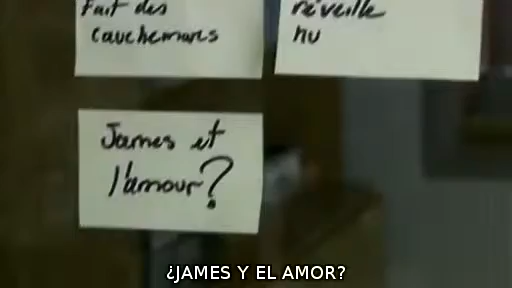 Fait des
cauchemars
réveille
nu
James et
l'amour?
¿JAMES Y EL AMOR?